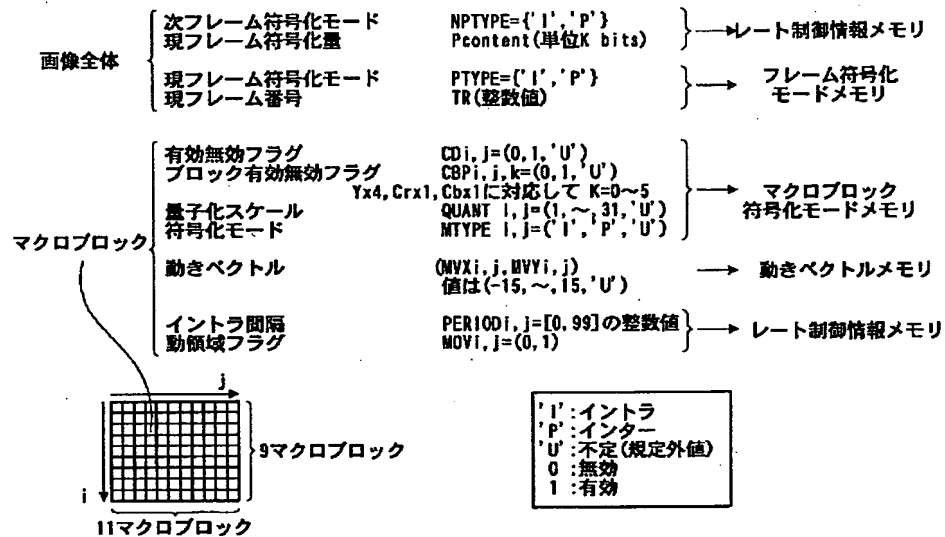 次フレーム符号化モード NPTYPE={'I','P'}
現フレーム符号化量 Pcontent(単位K bits)
レート制御情報メモリ
画像全体
現フレーム符号化モード PTYPE={'I','P'}
現フレーム番号 TR(整数値)
フレーム符号化
モードメモリ
有効無効フラグ CDi,j=(0,1,'U')
ブロック有効無効フラグ CBPi,j,k=(0,1,'U')
Yx4,Crx1,Cbx1に対応して K=0~5
量子化スケール QUANT i,j=(1,~,31,'U')
符号化モード MTYPE i,j=('I','P','U')
マクロブロック
符号化モードメモリ
マクロブロック
動きベクトル (MVXi,j,MVYi,j)
値は(-15,~,15,'U')
動きベクトルメモリ
イントラ間隔 PERIODi,j=[0,99]の整数値
動領域フラグ MOVi,j=(0,1)
レート制御情報メモリ
j
i
9マクロブロック
11マクロブロック
'I':イントラ
'P':インター
'U':不定(規定外値)
0 :無効
1 :有効